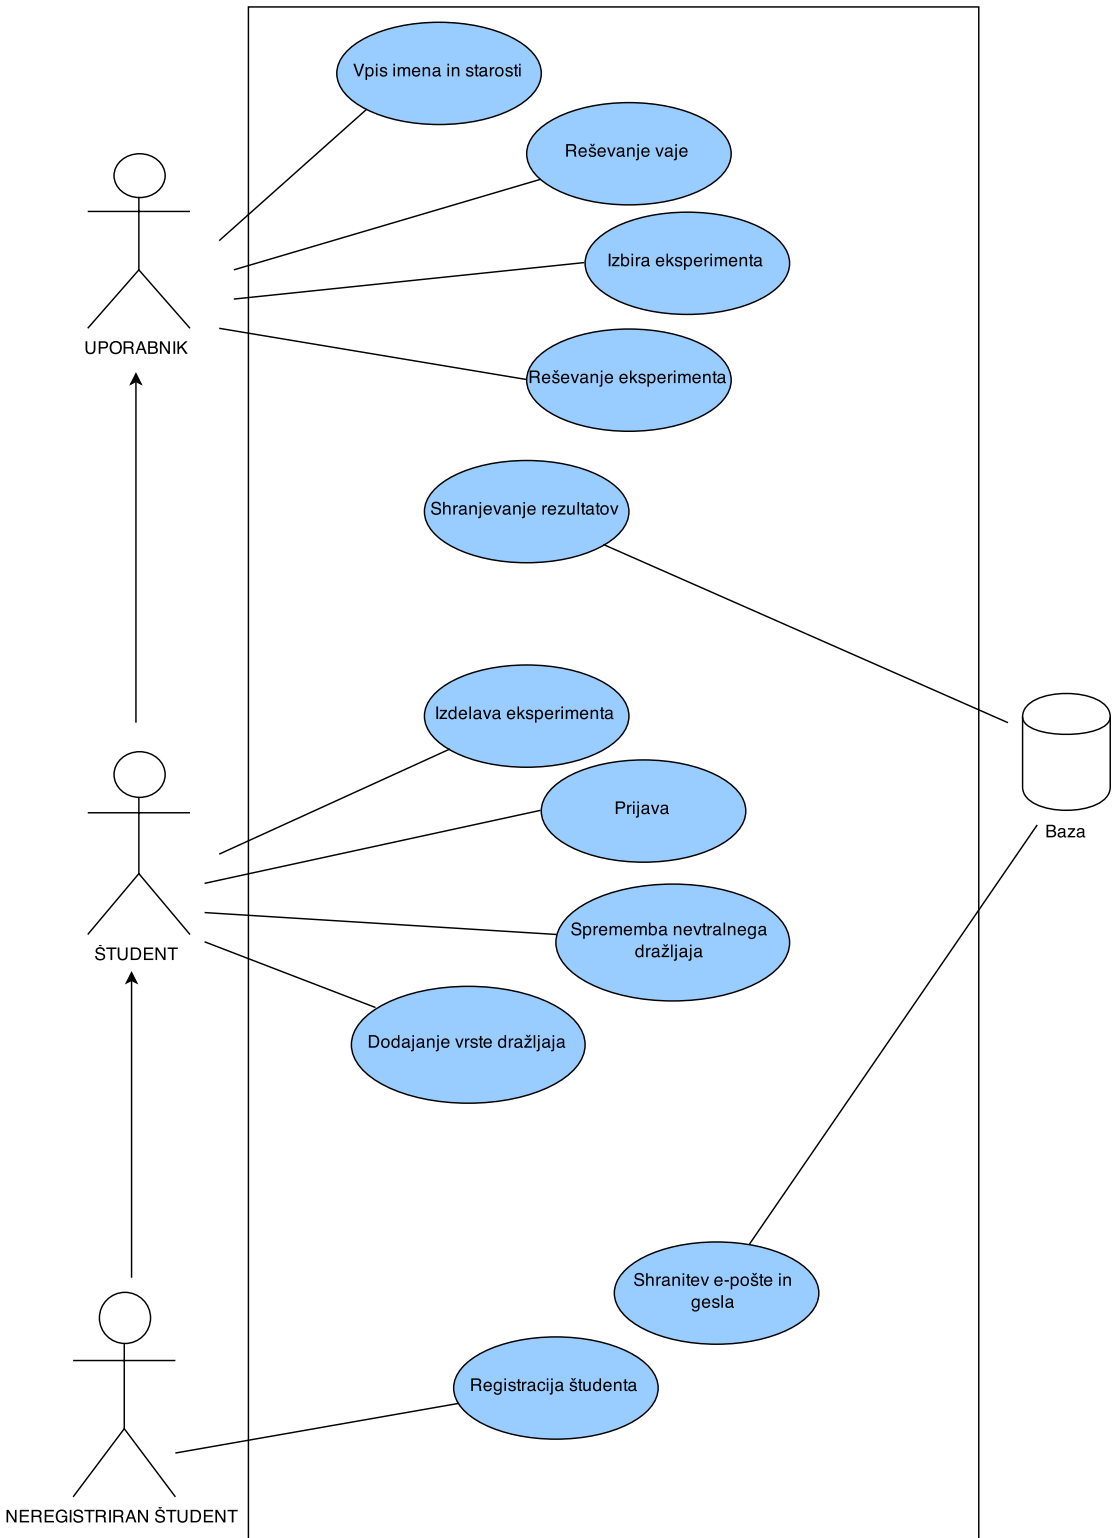 Vpis imena in starosti
Reševanje vaje
Izbira eksperimenta
UPORABNIK
Reševanje eksperimenta
Shranjevanje rezultatov
Izdelava eksperimenta
Prijava
Baza
Sprememba nevtralnega
dražljaja
ŠTUDENT
Dodajanje vrste dražljaja
Shranitev e-pošte in
gesla
Registracija študenta
NEREGISTRIRAN ŠTUDENT